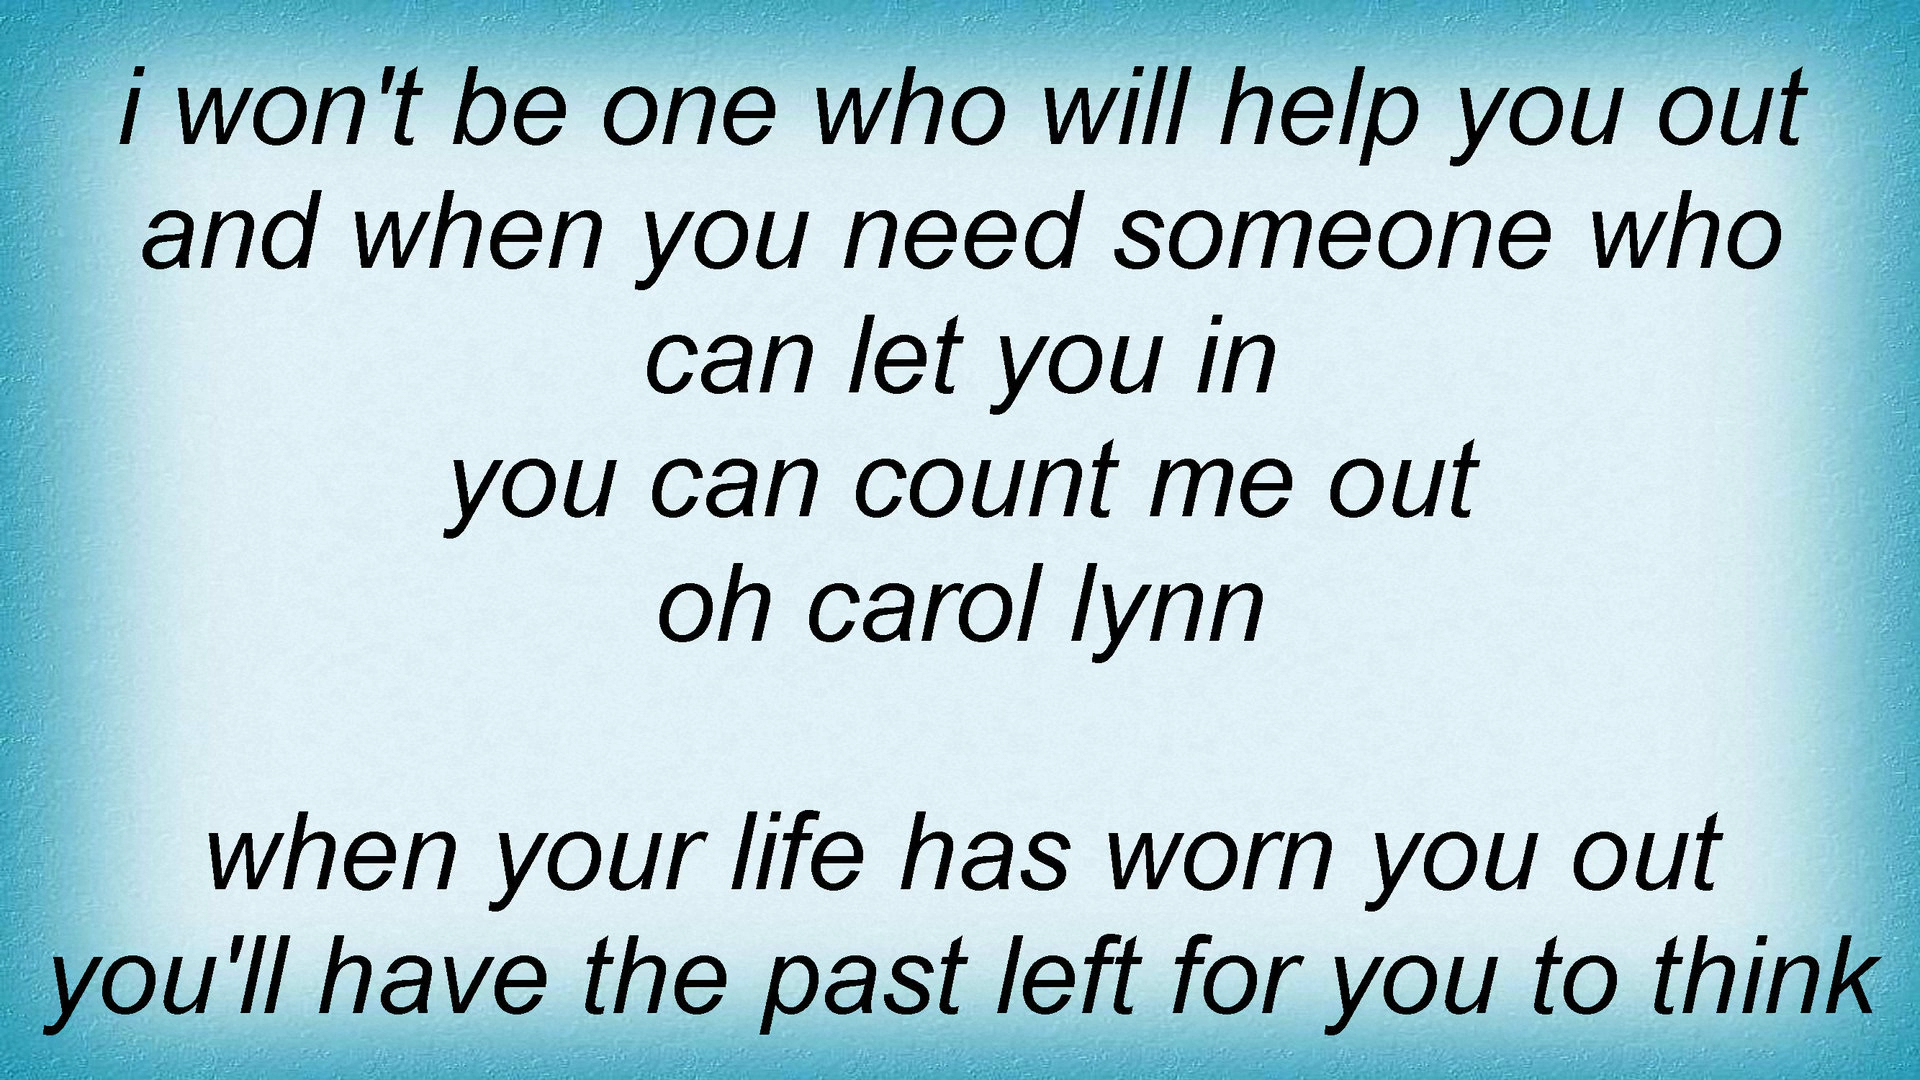 i won't be one who will help you out
and when you need someone who
can let you in
you can count me out
oh carol lynn
when your life has worn you out
you'll have the past left for you to think